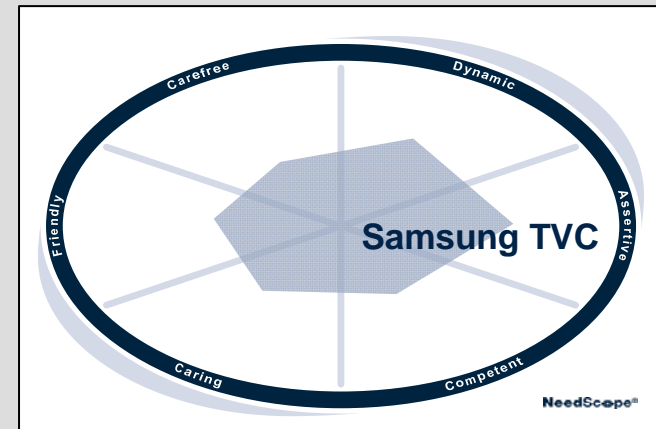 Carefree
Dynamic
Friendly
Assertive
Samsung TVC
Caring
Competent
NeedScope®